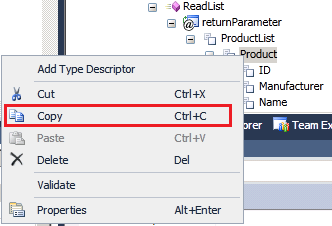 ReadList
returnParameter
ProductList
Product
ID
Manufacturer
Name
Add Type Descriptor
Cut Ctrl+X
Copy Ctrl+C
Paste Ctrl+V
Delete Del
Validate
Properties Alt+Enter
orer Team Ex